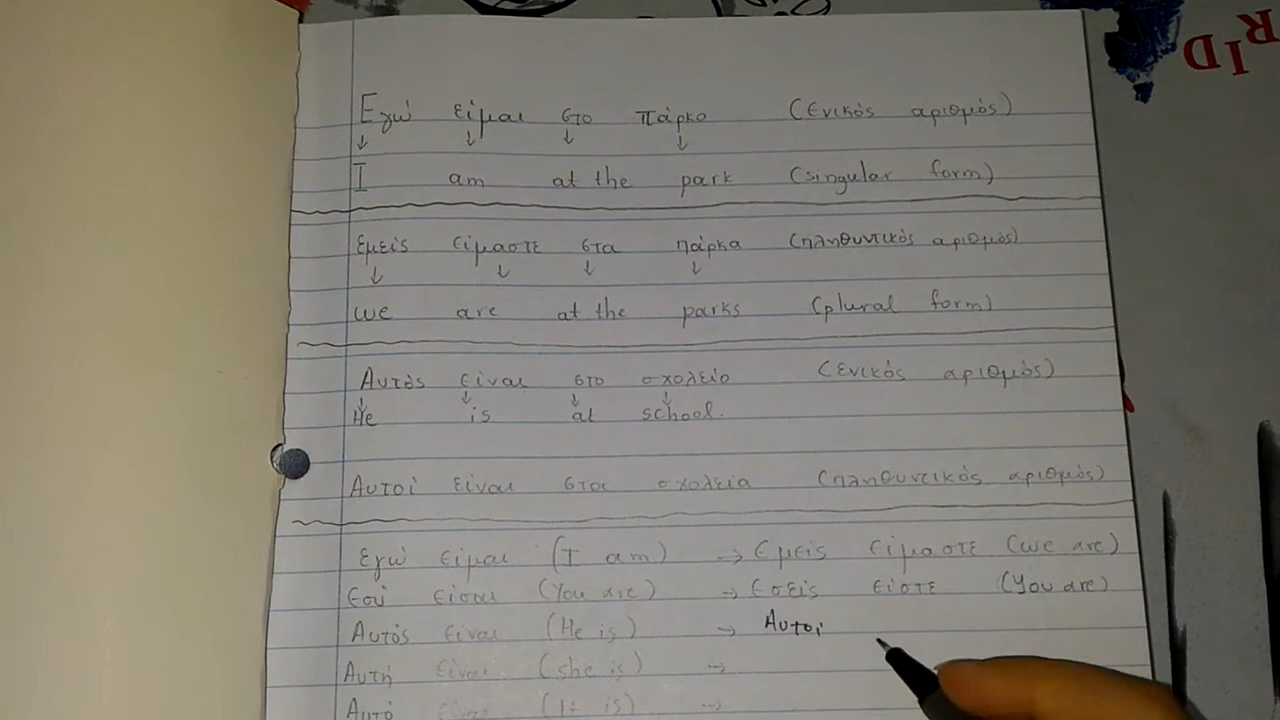 Εγώ είμαι στο πάρκο (ενικός αριθμός)
I am at the park (singular form)
Εμείς είμαστε στα πάρκα (πληθυντικός αριθμός)
we are at the parks (plural form)
Αυτός είναι στο σχολείο (ενικός αριθμός)
He is at school.
Αυτοί είναι στα σχολεία (πληθυντικός αριθμός)
Εγώ είμαι (I am) → Εμείς είμαστε (we are)
Εσύ είσαι (You are) → Εσείς είστε (You are)
Αυτός είναι (He is) → Αυτοι
Αυτή είναι (she is) →
Αυτό είναι (It is) →
RID